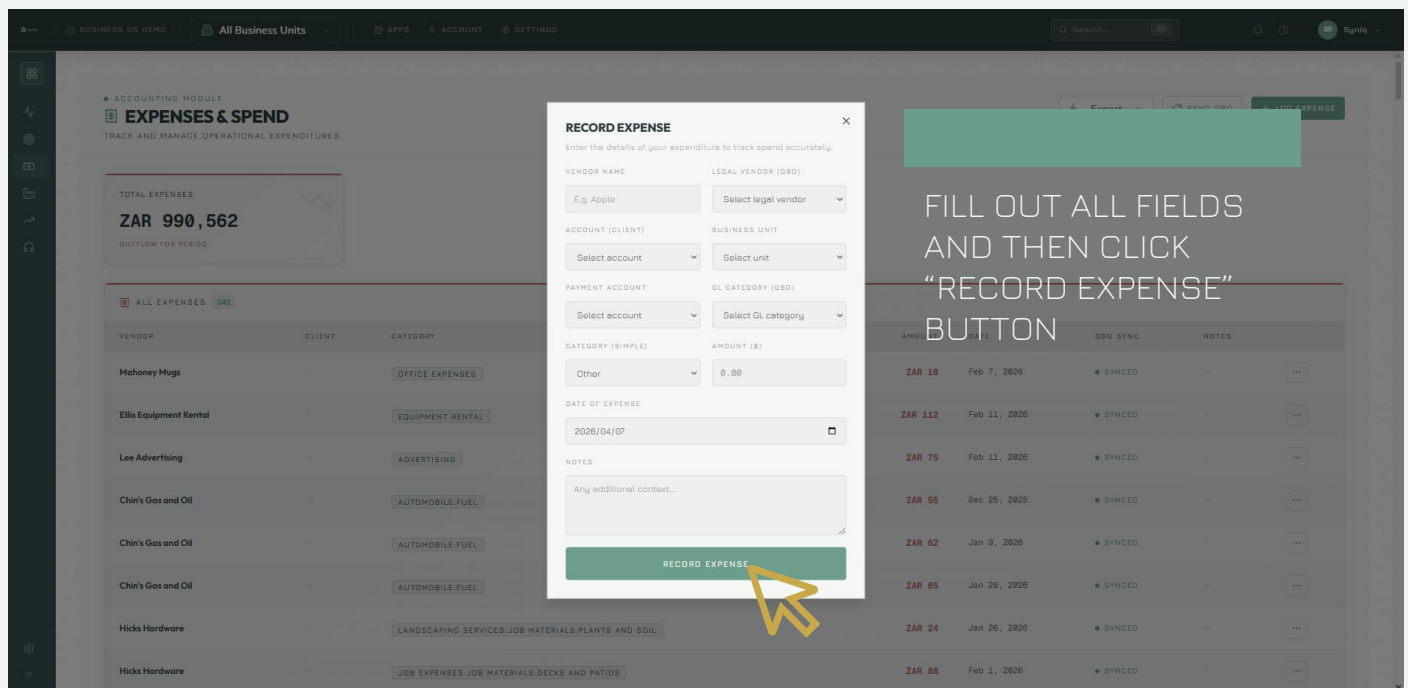 BUSINESS OS DEMO
All Business Units
APPS
ACCOUNT
SETTINGS
Search...
⌘K
BD
Syniq
ACCOUNTING MODULE
EXPENSES & SPEND
TRACK AND MANAGE OPERATIONAL EXPENDITURES
Export
SYNC QBO
+ LOG EXPENSE
TOTAL EXPENSES
ZAR 990,562
OUTFLOW FOR PERIOD
RECORD EXPENSE
Enter the details of your expenditure to track spend accurately.
VENDOR NAME
LEGAL VENDOR (QBO)
E.g. Apple
Select legal vendor
ACCOUNT (CLIENT)
BUSINESS UNIT
Select account
Select unit
PAYMENT ACCOUNT
GL CATEGORY (QBO)
Select account
Select GL category
CATEGORY (SIMPLE)
AMOUNT ($)
Other
0.00
DATE OF EXPENSE
2026/04/07
NOTES
Any additional context...
RECORD EXPENSE
FILL OUT ALL FIELDS
AND THEN CLICK
“RECORD EXPENSE”
BUTTON
ALL EXPENSES 242
VENDOR CLIENT CATEGORY AMOUNT DATE QBO SYNC NOTES
Mahoney Mugs – OFFICE EXPENSES ZAR 18 Feb 7, 2026 SYNCED – ...
Ellis Equipment Rental – EQUIPMENT RENTAL ZAR 112 Feb 11, 2026 SYNCED – ...
Lee Advertising – ADVERTISING ZAR 75 Feb 11, 2026 SYNCED – ...
Chin's Gas and Oil – AUTOMOBILE:FUEL ZAR 55 Dec 25, 2025 SYNCED – ...
Chin's Gas and Oil – AUTOMOBILE:FUEL ZAR 62 Jan 9, 2026 SYNCED – ...
Chin's Gas and Oil – AUTOMOBILE:FUEL ZAR 65 Jan 29, 2026 SYNCED – ...
Hicks Hardware – LANDSCAPING SERVICES:JOB MATERIALS:PLANTS AND SOIL ZAR 24 Jan 26, 2026 SYNCED – ...
Hicks Hardware – JOB EXPENSES:JOB MATERIALS:DECKS AND PATIOS ZAR 88 Feb 1, 2026 SYNCED – ...